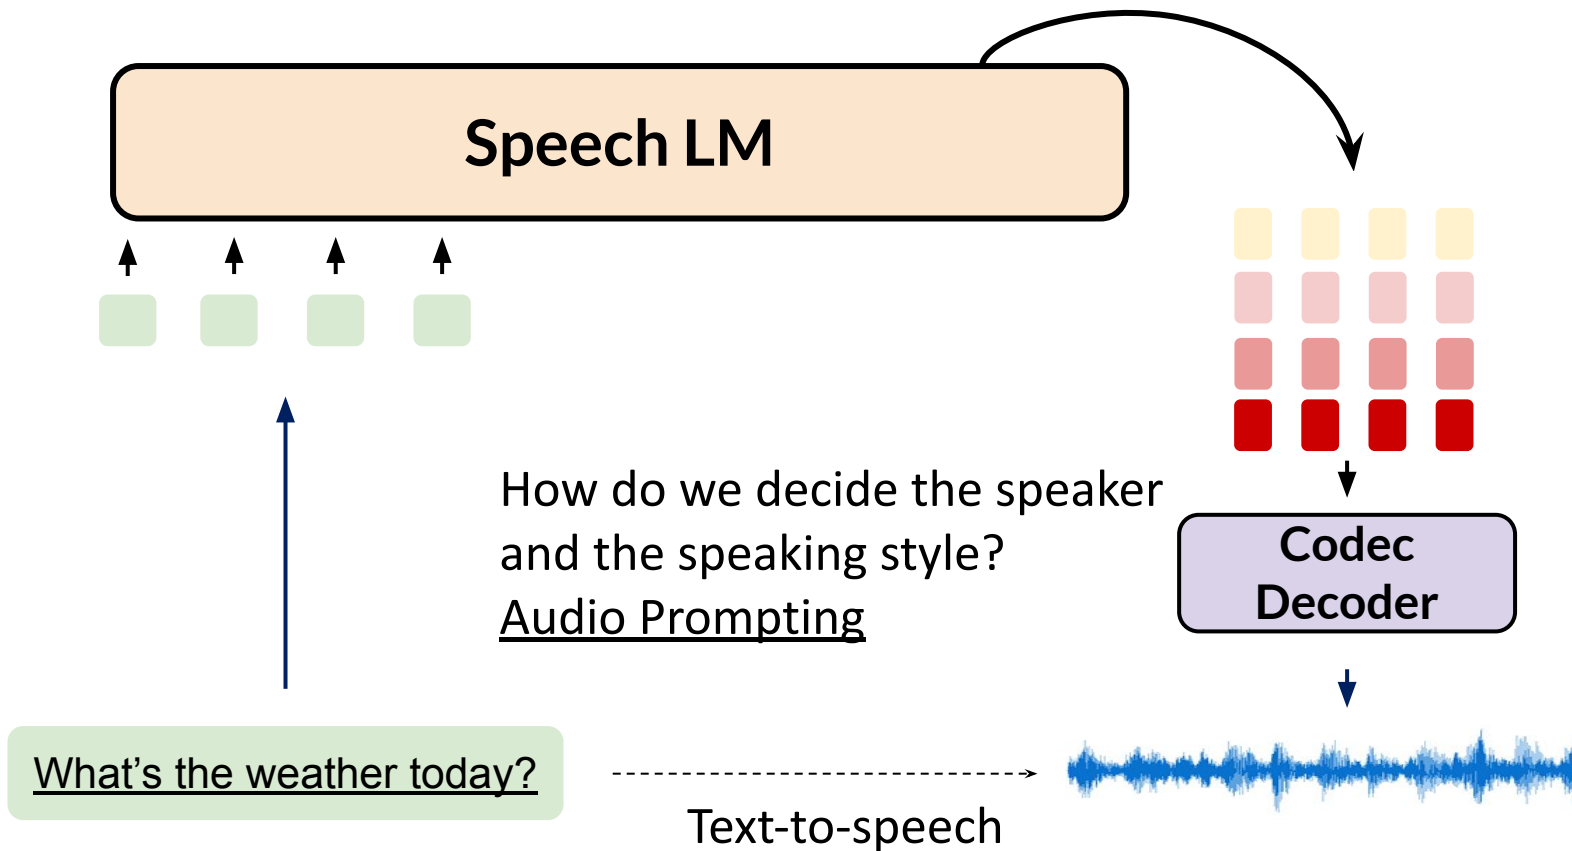 Speech LM
How do we decide the speaker
and the speaking style?
Audio Prompting
Codec
Decoder
What’s the weather today?
Text-to-speech